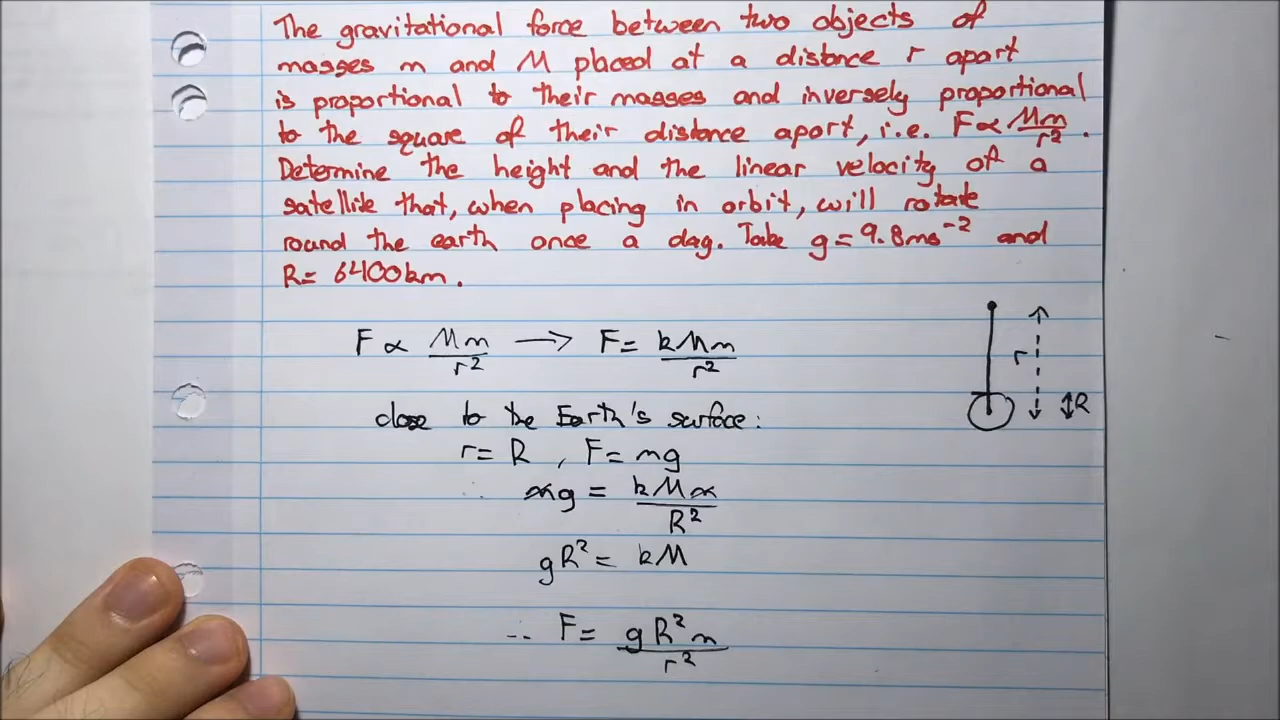 The gravitational force between two objects of
masses m and M placed at a distance r apart
is proportional to their masses and inversely proportional
to the square of their distance apart, i.e. F ∝ Mm/r².
Determine the height and the linear velocity of a
satellite that, when placing in orbit, will rotate
round the earth once a day. Take g = 9.8ms⁻² and
R = 6400km.
F ∝ Mm/r² → F = kMm/r²
r
R
close to the Earth's surface:
r = R , F = mg
mg = kMm/R²
gR² = kM
∴ F = gR²m/r²